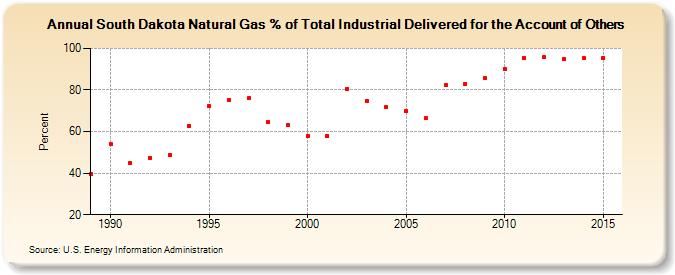 Annual South Dakota Natural Gas % of Total Industrial Delivered for the Account of Others
Percent
100
80
60
40
20
1990 1995 2000 2005 2010 2015
Source: U.S. Energy Information Administration